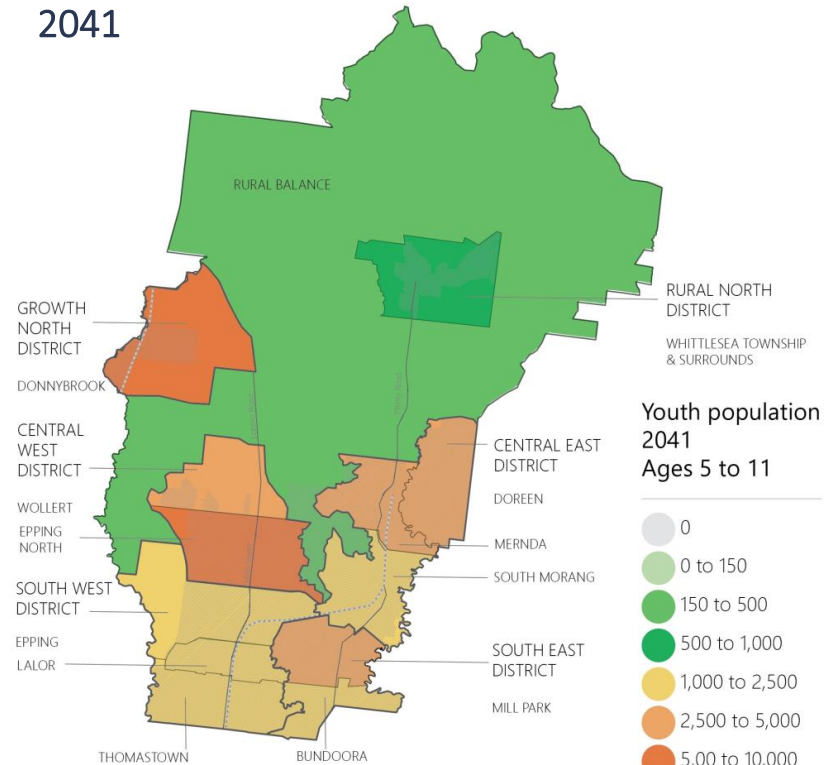 2041
RURAL BALANCE
GROWTH
NORTH
DISTRICT
DONNYBROOK
CENTRAL
WEST
DISTRICT
WOLLERT
EPPING
NORTH
SOUTH WEST
DISTRICT
EPPING
LALOR
THOMASTOWN
BUNDOORA
RURAL NORTH
DISTRICT
WHITTLESEA TOWNSHIP
& SURROUNDS
CENTRAL EAST
DISTRICT
DOREEN
MERNDA
SOUTH MORANG
SOUTH EAST
DISTRICT
MILL PARK
Youth population
2041
Ages 5 to 11
0
0 to 150
150 to 500
500 to 1,000
1,000 to 2,500
2,500 to 5,000
5,00 to 10,000